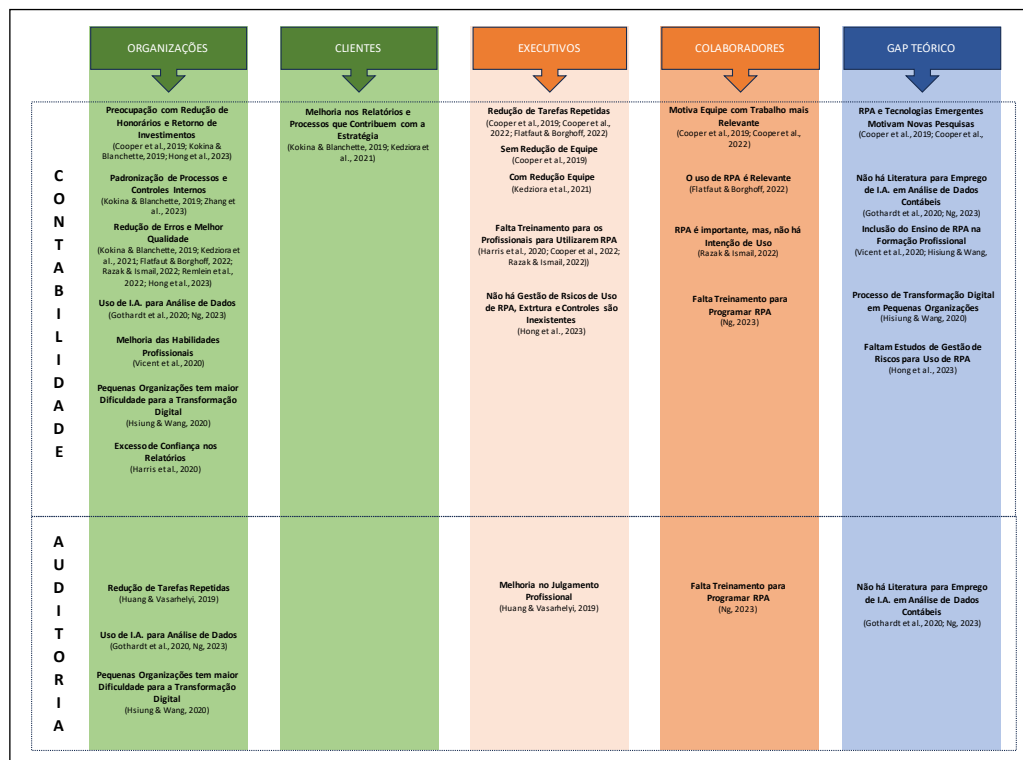 ORGANIZAÇÕES
CLIENTES
EXECUTIVOS
COLABORADORES
GAP TEÓRICO
CONTABILIDADE
Preocupação com Redução de
Honorários e Retorno de
Investimentos
(Cooper et al., 2019; Kokina &
Blanchette, 2019; Hong et al., 2023)
Padronização de Processos e
Controles Internos
(Kokina & Blanchette, 2019; Zhang et
al., 2023)
Redução de Erros e Melhor
Qualidade
(Kokina & Blanchette, 2019; Kedziora et
al., 2021; Flatfaut & Borghoff, 2022;
Razak & Ismail, 2022; Remlein et al.,
2022; Hong et al., 2023)
Uso de I.A. para Análise de Dados
(Gothardt et al., 2020; Ng, 2023)
Melhoria das Habilidades
Profissionais
(Vicent et al., 2020)
Pequenas Organizações tem maior
Dificuldade para a Transformação
Digital
(Hsiung & Wang, 2020)
Excesso de Confiança nos
Relatórios
(Harris et al., 2020)
Melhoria nos Relatórios e
Processos que Contribuem com a
Estratégia
(Kokina & Blanchette, 2019; Kedziora et
al., 2021)
Redução de Tarefas Repetidas
(Cooper et al., 2019; Cooper et al.,
2022; Flatfaut & Borghoff, 2022)
Sem Redução de Equipe
(Cooper et al., 2019)
Com Redução Equipe
(Kedziora et al., 2021)
Falta Treinamento para os
Profissionais para Utilizarem RPA
(Harris et al., 2020; Cooper et al., 2022;
Razak & Ismail, 2022))
Não há Gestão de Rsicos de Uso
de RPA, Extrtura e Controles são
Inexistentes
(Hong et al., 2023)
Motiva Equipe com Trabalho mais
Relevante
(Cooper et al., 2019; Cooper et al.,
2022)
O uso de RPA é Relevante
(Flatfaut & Borghoff, 2022)
RPA é importante, mas, não há
Intenção de Uso
(Razak & Ismail, 2022)
Falta Treinamento para
Programar RPA
(Ng, 2023)
RPA e Tecnologias Emergentes
Motivam Novas Pesquisas
(Cooper et al., 2019; Cooper et al.,
2022)
Não há Literatura para Emprego
de I.A. em Análise de Dados
Contábeis
(Gothardt et al., 2020; Ng, 2023)
Inclusão do Ensino de RPA na
Formação Profissional
(Vicent et al., 2020; Hisiung & Wang,
Processo de Transformação Digital
em Pequenas Organizações
(Hisiung & Wang, 2020)
Faltam Estudos de Gestão de
Riscos para Uso de RPA
(Hong et al., 2023)
AUDITORIA
Redução de Tarefas Repetidas
(Huang & Vasarhelyi, 2019)
Uso de I.A. para Análise de Dados
(Gothardt et al., 2020, Ng, 2023)
Pequenas Organizações tem maior
Dificuldade para a Transformação
Digital
(Hsiung & Wang, 2020)
Melhoria no Julgamento
Profissional
(Huang & Vasarhelyi, 2019)
Falta Treinamento para
Programar RPA
(Ng, 2023)
Não há Literatura para Emprego
de I.A. em Análise de Dados
Contábeis
(Gothardt et al., 2020; Ng, 2023)